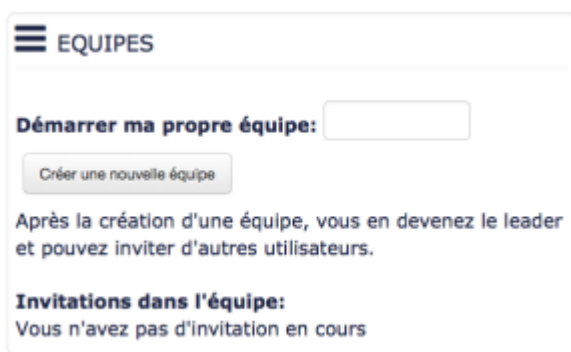 EQUIPES
Démarrer ma propre équipe:
Créer une nouvelle équipe
Après la création d'une équipe, vous en devenez le leader
et pouvez inviter d'autres utilisateurs.
Invitations dans l'équipe:
Vous n'avez pas d'invitation en cours